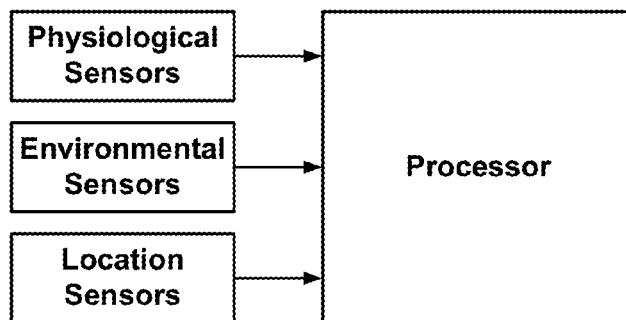 Physiological
Sensors
Environmental
Sensors
Processor
Location
Sensors